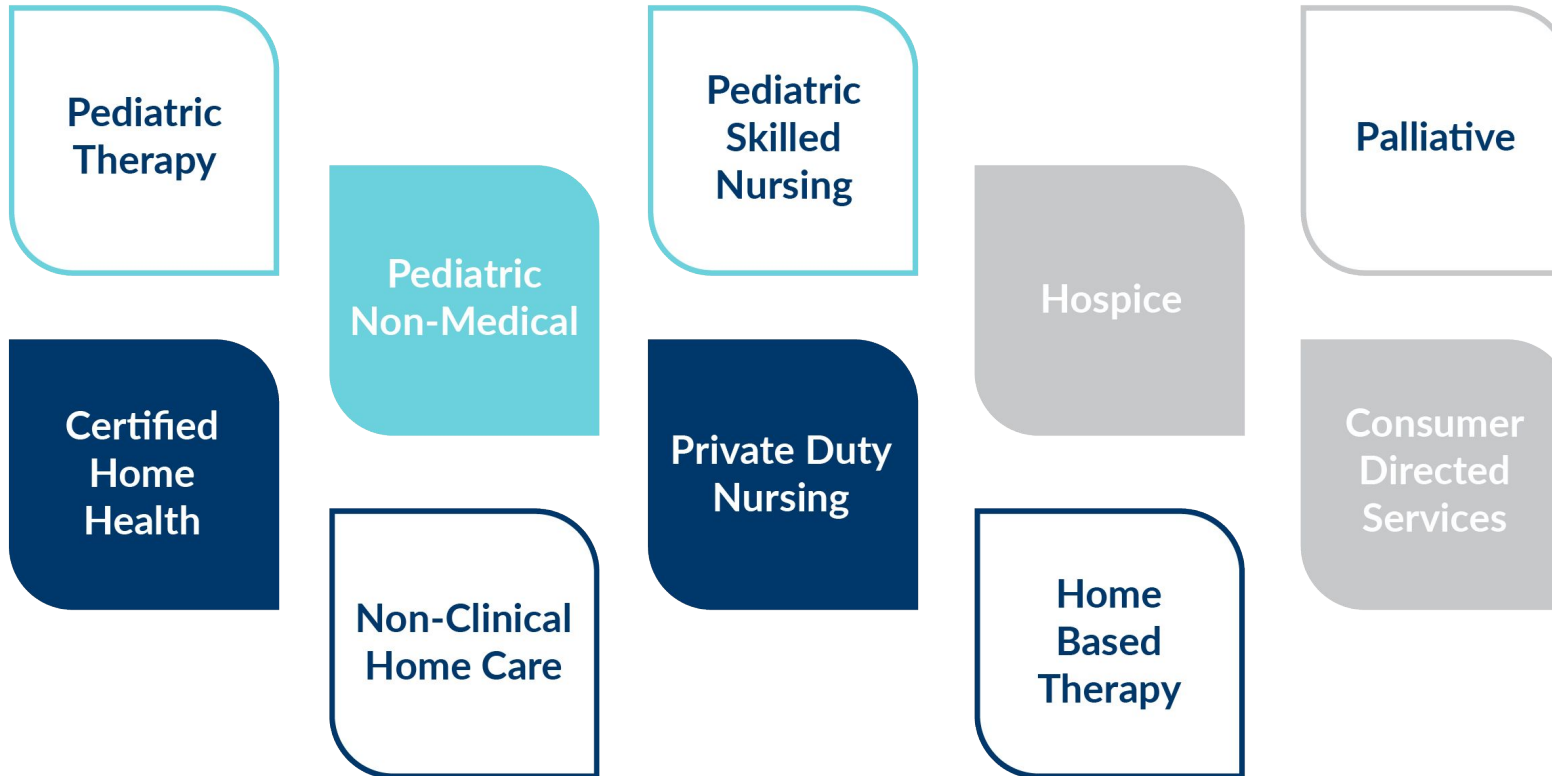 Pediatric
Therapy
Pediatric
Skilled
Nursing
Palliative
Pediatric
Non-Medical
Hospice
Certified
Home
Health
Private Duty
Nursing
Consumer
Directed
Services
Non-Clinical
Home Care
Home
Based
Therapy